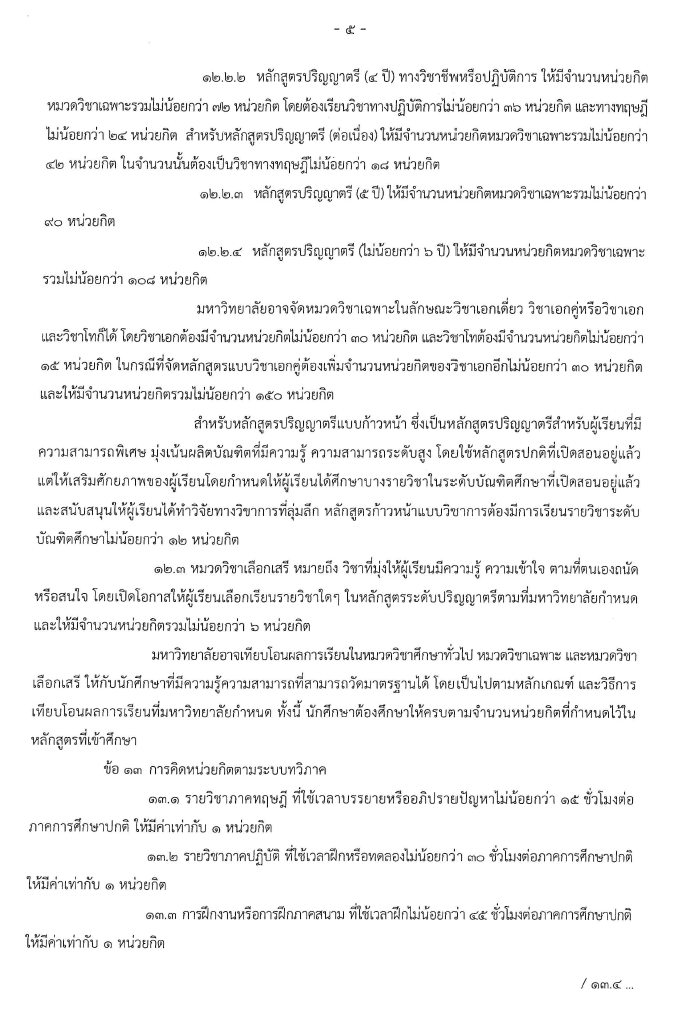 - ๕ -
๑๒.๒.๒ หลักสูตรปริญญาตรี (๔ ปี) ทางวิชาชีพหรือปฏิบัติการ ให้มีจำนวนหน่วยกิต
หมวดวิชาเฉพาะรวมไม่น้อยกว่า ๗๒ หน่วยกิต โดยต้องเรียนวิชาทางปฏิบัติการไม่น้อยกว่า ๓๖ หน่วยกิต และทางทฤษฎี
ไม่น้อยกว่า ๒๔ หน่วยกิต สำหรับหลักสูตรปริญญาตรี (ต่อเนื่อง) ให้มีจำนวนหน่วยกิตหมวดวิชาเฉพาะรวมไม่น้อยกว่า
๔๒ หน่วยกิต ในจำนวนนั้นต้องเป็นวิชาทางทฤษฎีไม่น้อยกว่า ๑๘ หน่วยกิต
๑๒.๒.๓ หลักสูตรปริญญาตรี (๕ ปี) ให้มีจำนวนหน่วยกิตหมวดวิชาเฉพาะรวมไม่น้อยกว่า
๙๐ หน่วยกิต
๑๒.๒.๔ หลักสูตรปริญญาตรี (ไม่น้อยกว่า ๖ ปี) ให้มีจำนวนหน่วยกิตหมวดวิชาเฉพาะ
รวมไม่น้อยกว่า ๑๐๘ หน่วยกิต
มหาวิทยาลัยอาจจัดหมวดวิชาเฉพาะในลักษณะวิชาเอกเดี่ยว วิชาเอกคู่หรือวิชาเอก
และวิชาโทก็ได้ โดยวิชาเอกต้องมีจำนวนหน่วยกิตไม่น้อยกว่า ๓๐ หน่วยกิต และวิชาโทต้องมีจำนวนหน่วยกิตไม่น้อยกว่า
๑๕ หน่วยกิต ในกรณีที่จัดหลักสูตรแบบวิชาเอกคู่ต้องเพิ่มจำนวนหน่วยกิตของวิชาเอกอีกไม่น้อยกว่า ๓๐ หน่วยกิต
และให้มีจำนวนหน่วยกิตรวมไม่น้อยกว่า ๑๕๐ หน่วยกิต
สำหรับหลักสูตรปริญญาตรีแบบก้าวหน้า ซึ่งเป็นหลักสูตรปริญญาตรีสำหรับผู้เรียนที่มี
ความสามารถพิเศษ มุ่งเน้นผลิตบัณฑิตที่มีความรู้ ความสามารถระดับสูง โดยใช้หลักสูตรปกติที่เปิดสอนอยู่แล้ว
แต่ให้เสริมศักยภาพของผู้เรียนโดยกำหนดให้ผู้เรียนได้ศึกษาบางรายวิชาในระดับบัณฑิตศึกษาที่เปิดสอนอยู่แล้ว
และสนับสนุนให้ผู้เรียนได้ทำวิจัยทางวิชาการที่ลุ่มลึก หลักสูตรก้าวหน้าแบบวิชาการต้องมีการเรียนรายวิชาระดับ
บัณฑิตศึกษาไม่น้อยกว่า ๑๒ หน่วยกิต
๑๒.๓ หมวดวิชาเลือกเสรี หมายถึง วิชาที่มุ่งให้ผู้เรียนมีความรู้ ความเข้าใจ ตามที่ตนเองถนัด
หรือสนใจ โดยเปิดโอกาสให้ผู้เรียนเลือกเรียนรายวิชาใดๆ ในหลักสูตรระดับปริญญาตรีตามที่มหาวิทยาลัยกำหนด
และให้มีจำนวนหน่วยกิตรวมไม่น้อยกว่า ๖ หน่วยกิต
มหาวิทยาลัยอาจเทียบโอนผลการเรียนในหมวดวิชาศึกษาทั่วไป หมวดวิชาเฉพาะ และหมวดวิชา
เลือกเสรี ให้กับนักศึกษาที่มีความรู้ความสามารถที่สามารถวัดมาตรฐานได้ โดยเป็นไปตามหลักเกณฑ์ และวิธีการ
เทียบโอนผลการเรียนที่มหาวิทยาลัยกำหนด ทั้งนี้ นักศึกษาต้องศึกษาให้ครบตามจำนวนหน่วยกิตที่กำหนดไว้ใน
หลักสูตรที่เข้าศึกษา
ข้อ ๑๓ การคิดหน่วยกิตตามระบบทวิภาค
๑๓.๑ รายวิชาภาคทฤษฎี ที่ใช้เวลาบรรยายหรืออภิปรายปัญหาไม่น้อยกว่า ๑๕ ชั่วโมงต่อ
ภาคการศึกษาปกติ ให้มีค่าเท่ากับ ๑ หน่วยกิต
๑๓.๒ รายวิชาภาคปฏิบัติ ที่ใช้เวลาฝึกหรือทดลองไม่น้อยกว่า ๓๐ ชั่วโมงต่อภาคการศึกษาปกติ
ให้มีค่าเท่ากับ ๑ หน่วยกิต
๑๓.๓ การฝึกงานหรือการฝึกภาคสนาม ที่ใช้เวลาฝึกไม่น้อยกว่า ๔๕ ชั่วโมงต่อภาคการศึกษาปกติ
ให้มีค่าเท่ากับ ๑ หน่วยกิต
/ ๑๓.๔ ...